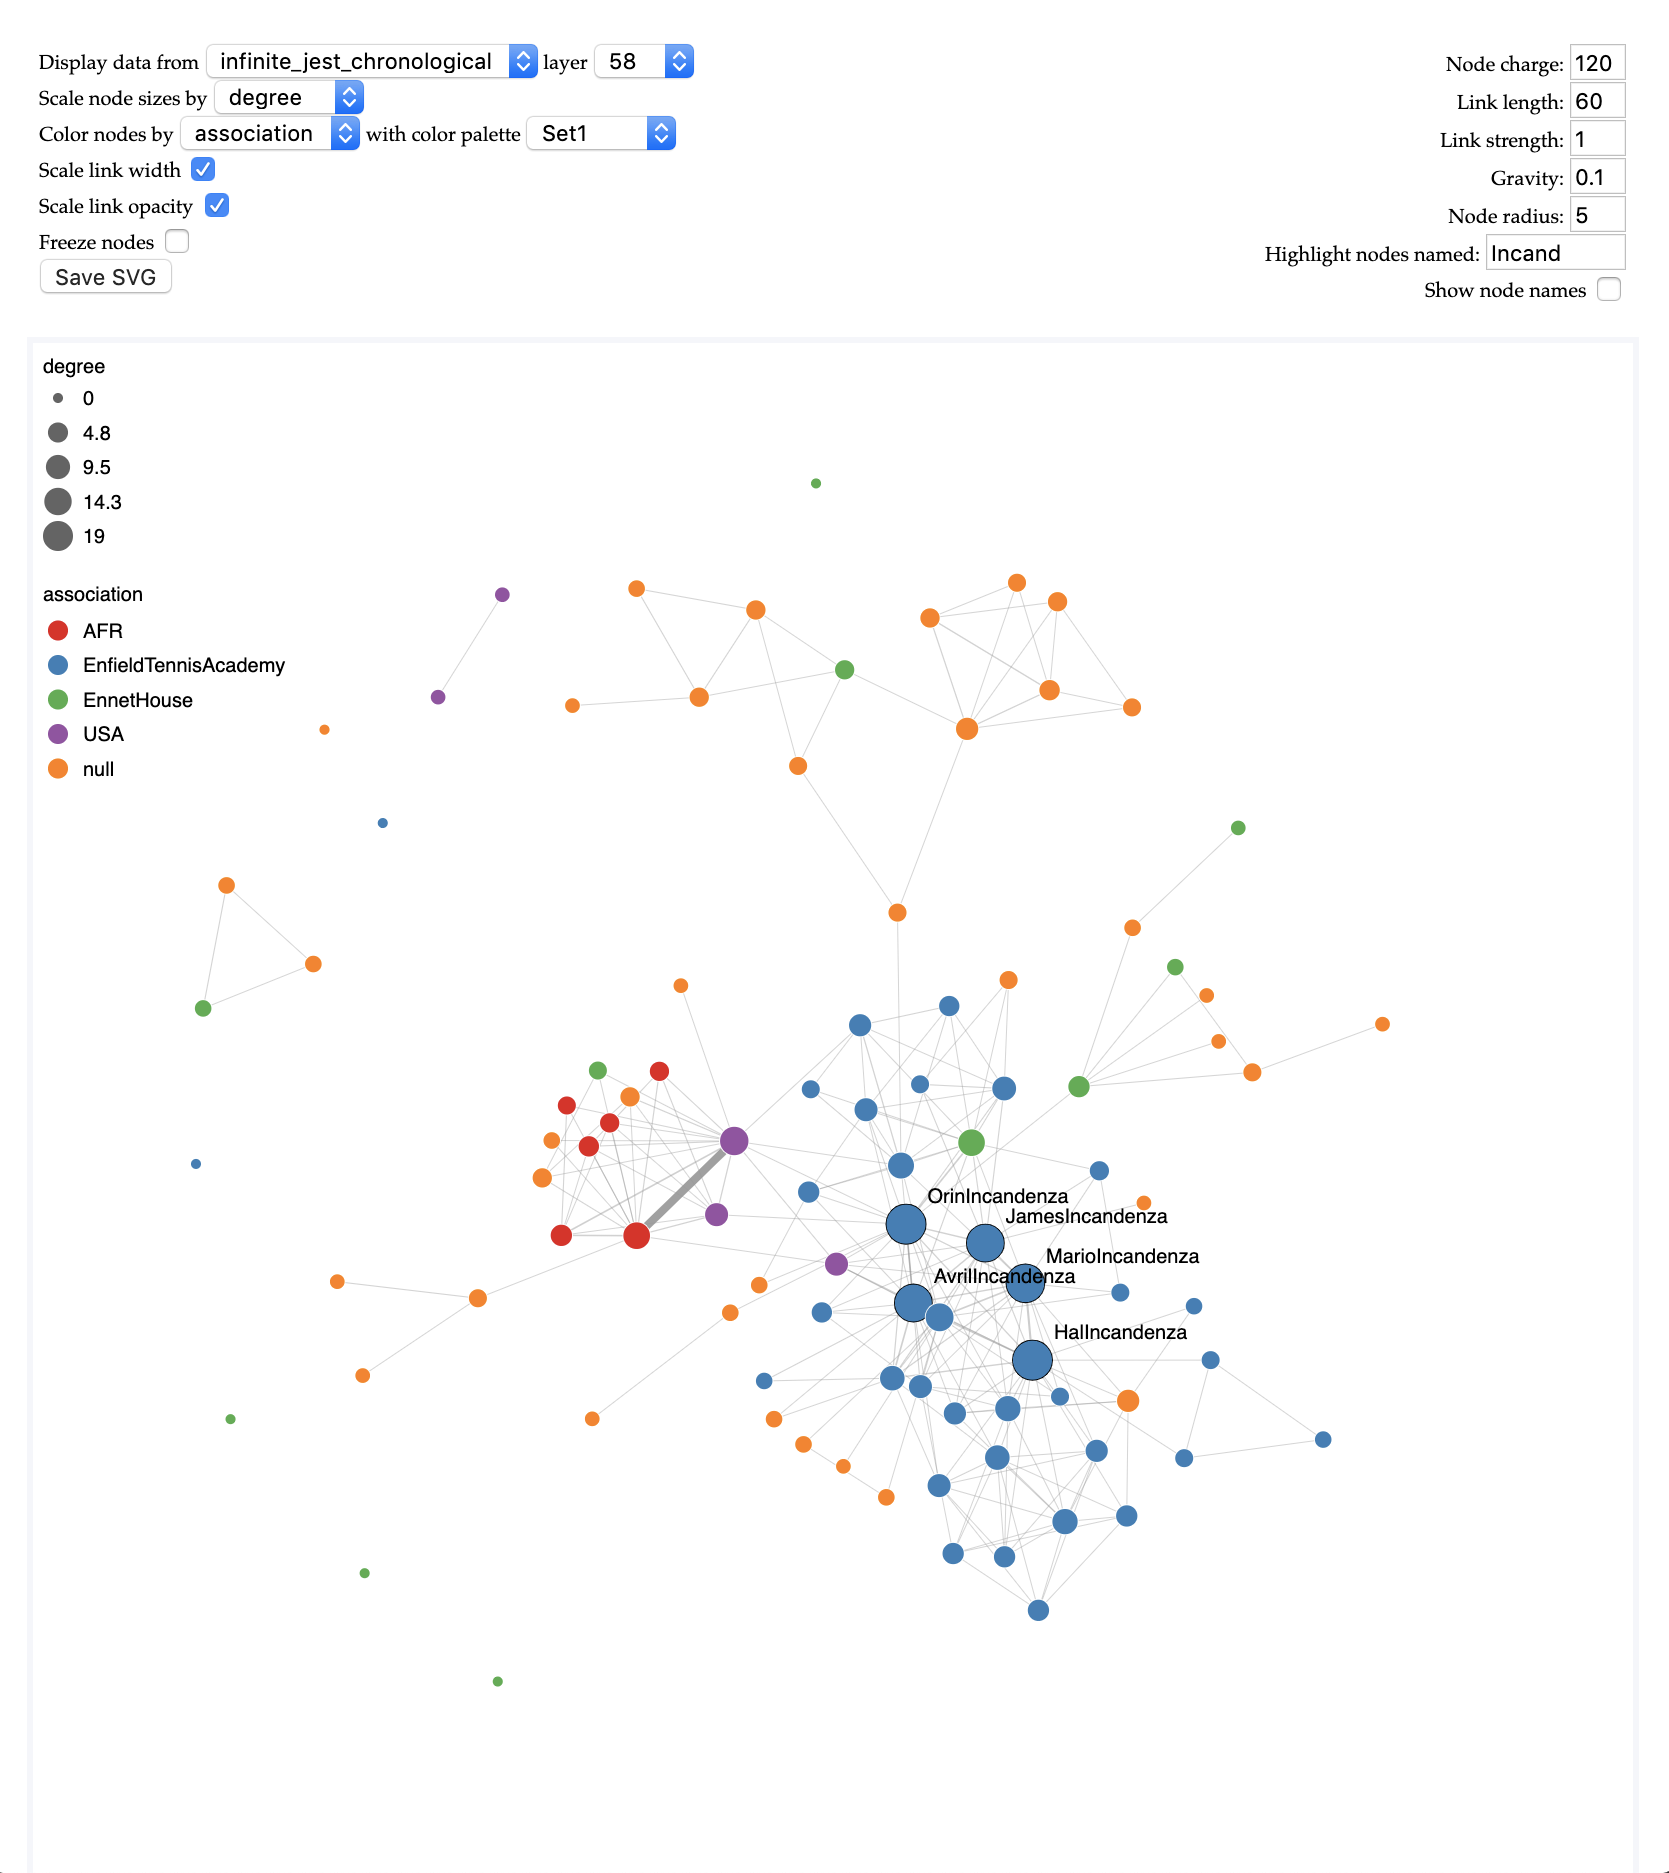 Display data from infinite_jest_chronological layer 58
Scale node sizes by degree
Color nodes by association with color palette Set1
Scale link width
Scale link opacity
Freeze nodes
Save SVG
Node charge: 120
Link length: 60
Link strength: 1
Gravity: 0.1
Node radius: 5
Highlight nodes named: Incand
Show node names
degree
0
4.8
9.5
14.3
19
association
AFR
EnfieldTennisAcademy
EnnetHouse
USA
null
OrinIncandenza
JamesIncandenza
MarioIncandenza
AvrilIncandenza
HalIncandenza